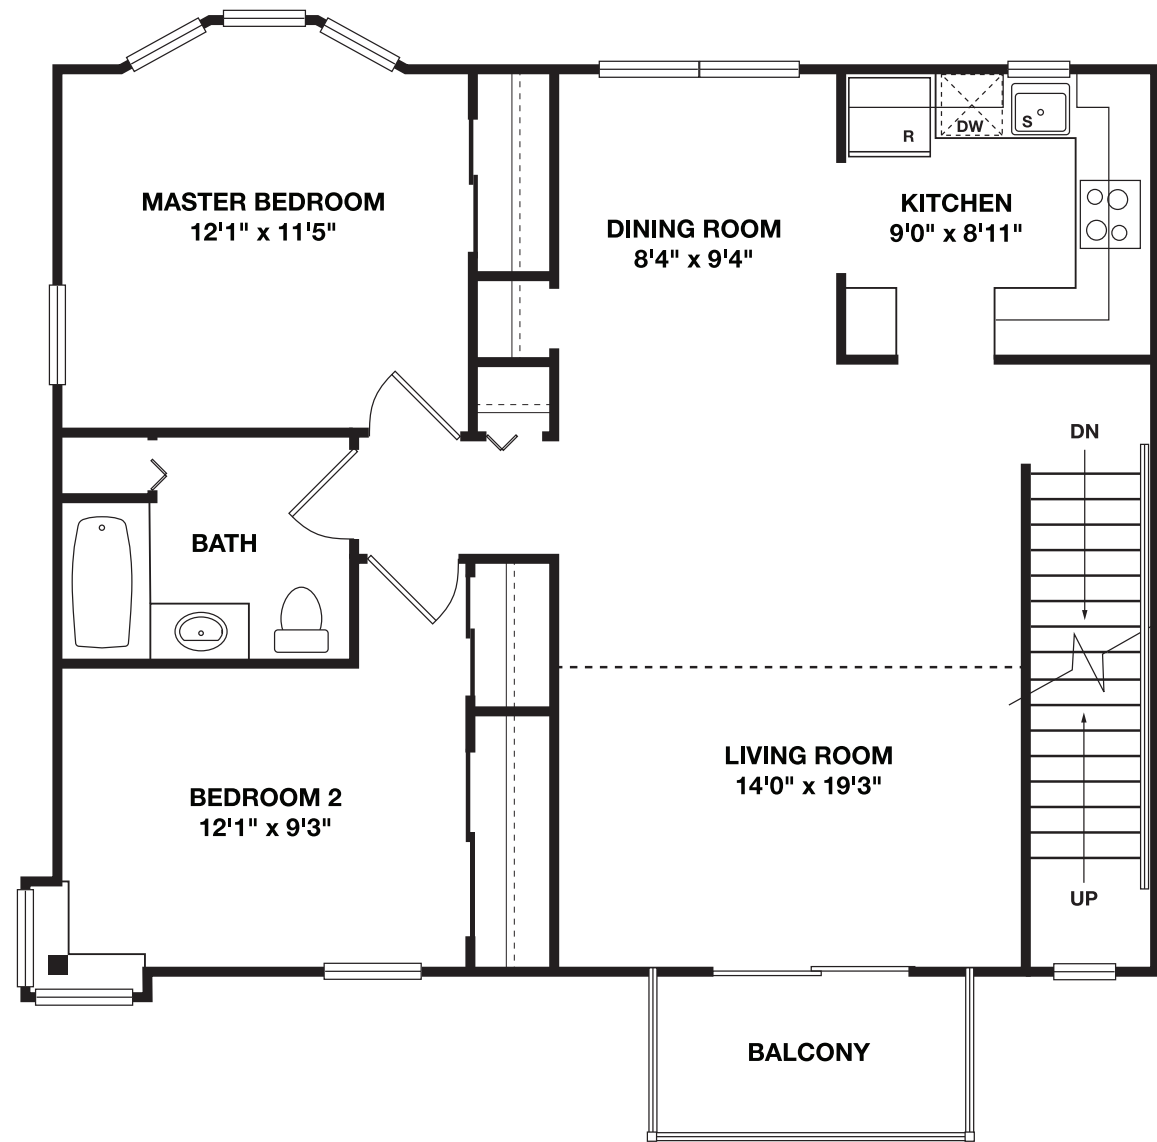 MASTER BEDROOM
12'1" x 11'5"
DINING ROOM
8'4" x 9'4"
R
DW
S
KITCHEN
9'0" x 8'11"
BATH
DN
BEDROOM 2
12'1" x 9'3"
LIVING ROOM
14'0" x 19'3"
UP
BALCONY